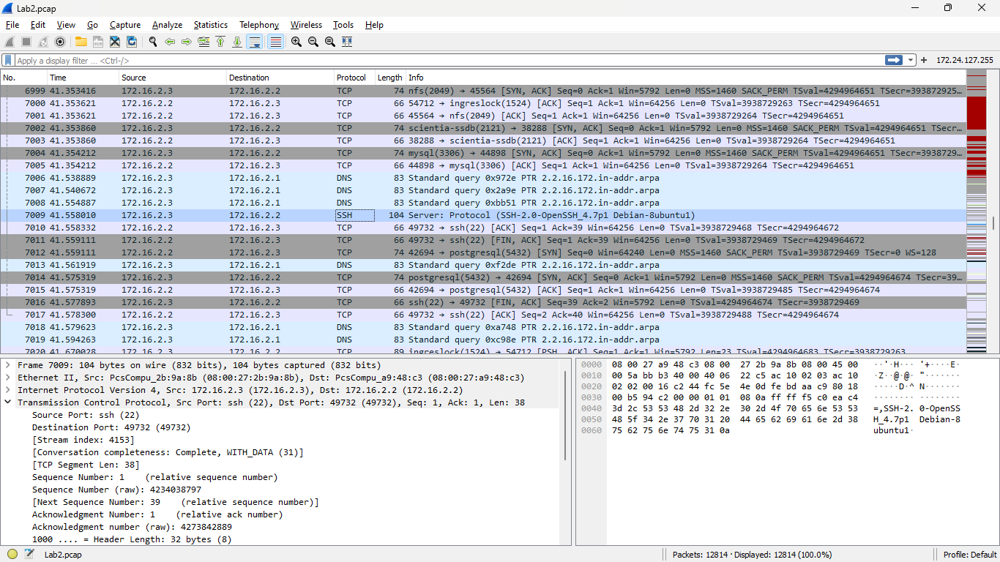 Lab2.pcap
File Edit View Go Capture Analyze Statistics Telephony Wireless Tools Help
Apply a display filter ... <Ctrl-/> + 172.24.127.255
No. Time Source Destination Protocol Length Info
6999 41.353416 172.16.2.3 172.16.2.2 TCP 74 nfs(2049) → 45564 [SYN, ACK] Seq=0 Ack=1 Win=5792 Len=0 MSS=1460 SACK_PERM TSval=4294964651 TSecr=393872925…
7000 41.353621 172.16.2.2 172.16.2.3 TCP 66 54712 → ingreslock(1524) [ACK] Seq=1 Ack=1 Win=64256 Len=0 TSval=3938729263 TSecr=4294964651
7001 41.353621 172.16.2.2 172.16.2.3 TCP 66 45564 → nfs(2049) [ACK] Seq=1 Ack=1 Win=64256 Len=0 TSval=3938729264 TSecr=4294964651
7002 41.353860 172.16.2.3 172.16.2.2 TCP 74 scientia-ssdb(2121) → 38288 [SYN, ACK] Seq=0 Ack=1 Win=5792 Len=0 MSS=1460 SACK_PERM TSval=4294964651 TSecr…
7003 41.353860 172.16.2.2 172.16.2.3 TCP 66 38288 → scientia-ssdb(2121) [ACK] Seq=1 Ack=1 Win=64256 Len=0 TSval=3938729264 TSecr=4294964651
7004 41.354212 172.16.2.3 172.16.2.2 TCP 74 mysql(3306) → 44898 [SYN, ACK] Seq=0 Ack=1 Win=5792 Len=0 MSS=1460 SACK_PERM TSval=4294964651 TSecr=3938729…
7005 41.354212 172.16.2.2 172.16.2.3 TCP 66 44898 → mysql(3306) [ACK] Seq=1 Ack=1 Win=64256 Len=0 TSval=3938729264 TSecr=4294964651
7006 41.538889 172.16.2.3 172.16.2.1 DNS 83 Standard query 0x972e PTR 2.2.16.172.in-addr.arpa
7007 41.540672 172.16.2.3 172.16.2.1 DNS 83 Standard query 0x2a9e PTR 2.2.16.172.in-addr.arpa
7008 41.554887 172.16.2.3 172.16.2.1 DNS 83 Standard query 0xbb51 PTR 2.2.16.172.in-addr.arpa
7009 41.558010 172.16.2.3 172.16.2.2 SSH 104 Server: Protocol (SSH-2.0-OpenSSH_4.7p1 Debian-8ubuntu1)
7010 41.558332 172.16.2.2 172.16.2.3 TCP 66 49732 → ssh(22) [ACK] Seq=1 Ack=39 Win=64256 Len=0 TSval=3938729468 TSecr=4294964672
7011 41.559111 172.16.2.2 172.16.2.3 TCP 66 49732 → ssh(22) [FIN, ACK] Seq=1 Ack=39 Win=64256 Len=0 TSval=3938729469 TSecr=4294964672
7012 41.559111 172.16.2.2 172.16.2.3 TCP 74 42694 → postgresql(5432) [SYN] Seq=0 Win=64240 Len=0 MSS=1460 SACK_PERM TSval=3938729469 TSecr=0 WS=128
7013 41.561919 172.16.2.3 172.16.2.1 DNS 83 Standard query 0xf2de PTR 2.2.16.172.in-addr.arpa
7014 41.575319 172.16.2.3 172.16.2.2 TCP 74 postgresql(5432) → 42694 [SYN, ACK] Seq=0 Ack=1 Win=5792 Len=0 MSS=1460 SACK_PERM TSval=4294964674 TSecr=39…
7015 41.575319 172.16.2.2 172.16.2.3 TCP 66 42694 → postgresql(5432) [ACK] Seq=1 Ack=1 Win=64256 Len=0 TSval=3938729485 TSecr=4294964674
7016 41.577893 172.16.2.3 172.16.2.2 TCP 66 ssh(22) → 49732 [FIN, ACK] Seq=39 Ack=2 Win=5792 Len=0 TSval=4294964674 TSecr=3938729469
7017 41.578300 172.16.2.2 172.16.2.3 TCP 66 49732 → ssh(22) [ACK] Seq=2 Ack=40 Win=64256 Len=0 TSval=3938729488 TSecr=4294964674
7018 41.579623 172.16.2.3 172.16.2.1 DNS 83 Standard query 0xa748 PTR 2.2.16.172.in-addr.arpa
7019 41.594263 172.16.2.3 172.16.2.1 DNS 83 Standard query 0xc98e PTR 2.2.16.172.in-addr.arpa
7020 41.670028 172.16.2.3 172.16.2.2 TCP 89 ingreslock(1524) → 54712 [PSH, ACK] Seq=1 Ack=1 Win=5792 Len=23 TSval=4294964683 TSecr=3938729263
Frame 7009: 104 bytes on wire (832 bits), 104 bytes captured (832 bits)
Ethernet II, Src: PcsCompu_2b:9a:8b (08:00:27:2b:9a:8b), Dst: PcsCompu_a9:48:c3 (08:00:27:a9:48:c3)
Internet Protocol Version 4, Src: 172.16.2.3 (172.16.2.3), Dst: 172.16.2.2 (172.16.2.2)
Transmission Control Protocol, Src Port: ssh (22), Dst Port: 49732 (49732), Seq: 1, Ack: 1, Len: 38
Source Port: ssh (22)
Destination Port: 49732 (49732)
[Stream index: 4153]
[Conversation completeness: Complete, WITH_DATA (31)]
[TCP Segment Len: 38]
Sequence Number: 1 (relative sequence number)
Sequence Number (raw): 4234038797
[Next Sequence Number: 39 (relative sequence number)]
Acknowledgment Number: 1 (relative ack number)
Acknowledgment number (raw): 4273842889
1000 .... = Header Length: 32 bytes (8)
0000 08 00 27 a9 48 c3 08 00 27 2b 9a 8b 08 00 45 00 ··'·H··· '+····E·
0010 00 5a bb b3 40 00 40 06 22 c5 ac 10 02 03 ac 10 ·Z··@·@· "·······
0020 02 02 00 16 c2 44 fc 5e 4e 0d fe bd aa c9 80 18 ·····D·^ N·······
0030 00 b5 94 c2 00 00 01 01 08 0a ff ff f5 c0 ea c4 ········ ········
0040 3d 2c 53 53 48 2d 32 2e 30 2d 4f 70 65 6e 53 53 =,SSH-2. 0-OpenSS
0050 48 5f 34 2e 37 70 31 20 44 65 62 69 61 6e 2d 38 H_4.7p1 Debian-8
0060 75 62 75 6e 74 75 31 0a ubuntu1·
Lab2.pcap Packets: 12814 · Displayed: 12814 (100.0%) Profile: Default